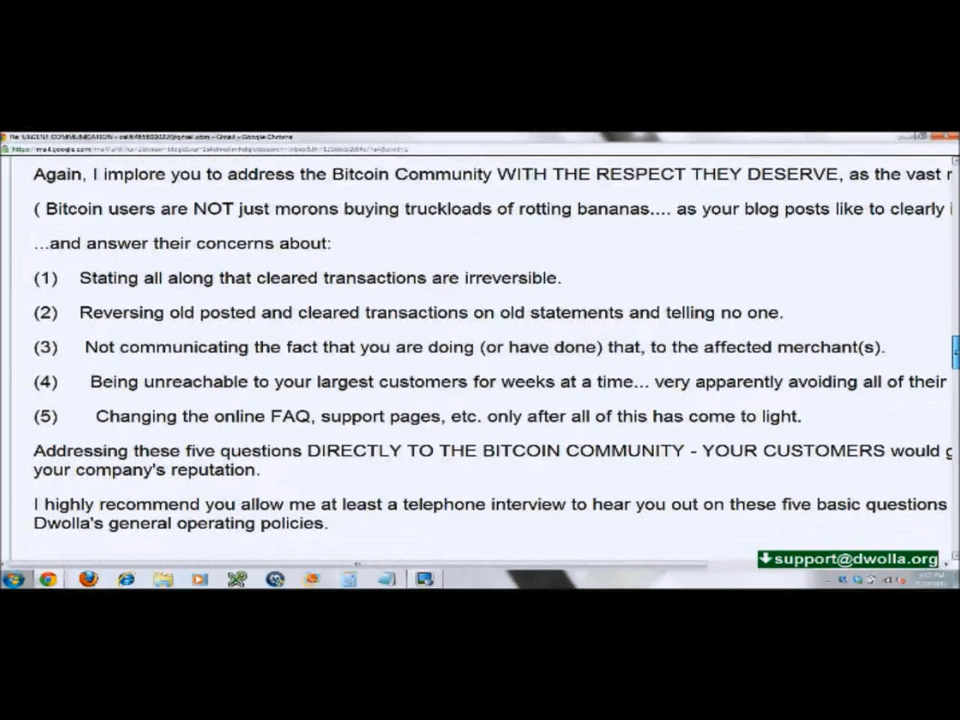 Again, I implore you to address the Bitcoin Community WITH THE RESPECT THEY DESERVE, as the vast
( Bitcoin users are NOT just morons buying truckloads of rotting bananas.... as your blog posts like to clearly
...and answer their concerns about:
(1) Stating all along that cleared transactions are irreversible.
(2) Reversing old posted and cleared transactions on old statements and telling no one.
(3) Not communicating the fact that you are doing (or have done) that, to the affected merchant(s).
(4) Being unreachable to your largest customers for weeks at a time... very apparently avoiding all of their
(5) Changing the online FAQ, support pages, etc. only after all of this has come to light.
Addressing these five questions DIRECTLY TO THE BITCOIN COMMUNITY - YOUR CUSTOMERS would
your company's reputation.
I highly recommend you allow me at least a telephone interview to hear you out on these five basic questions
Dwolla's general operating policies.
support@dwolla.org